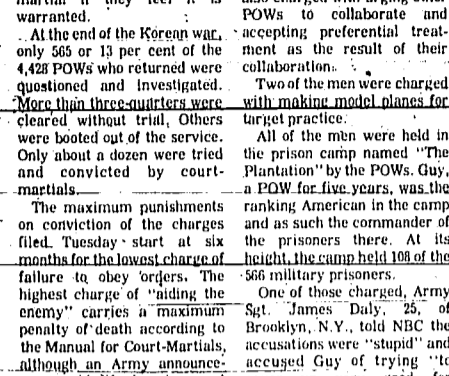 martial if they feel it is
warranted.
At the end of the Korean war,
only 565 or 13 per cent of the
4,428 POWs who returned were
questioned and investigated.
More than three-quarters were
cleared without trial. Others
were booted out of the service.
Only about a dozen were tried
and convicted by court-
martials.
The maximum punishments
on conviction of the charges
filed Tuesday start at six
months for the lowest charge of
failure to obey orders. The
highest charge of "aiding the
enemy" carries a maximum
penalty of death according to
the Manual for Court-Martials,
although an Army announce-
POWs to collaborate and
accepting preferential treat-
ment as the result of their
collaboration.
Two of the men were charged
with making model planes for
target practice.
All of the men were held in
the prison camp named "The
Plantation" by the POWs. Guy,
a POW for five years, was the
ranking American in the camp
and as such the commander of
the prisoners there. At its
height, the camp held 108 of the
566 military prisoners.
One of those charged, Army
Sgt. James Daly, 25, of
Brooklyn, N.Y., told NBC the
accusations were "stupid" and
accused Guy of trying "to